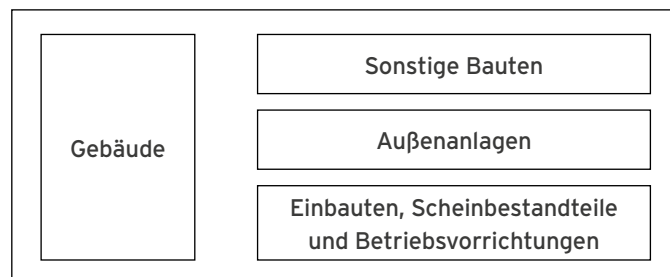 Gebäude
Sonstige Bauten
Außenanlagen
Einbauten, Scheinbestandteile
und Betriebsvorrichtungen